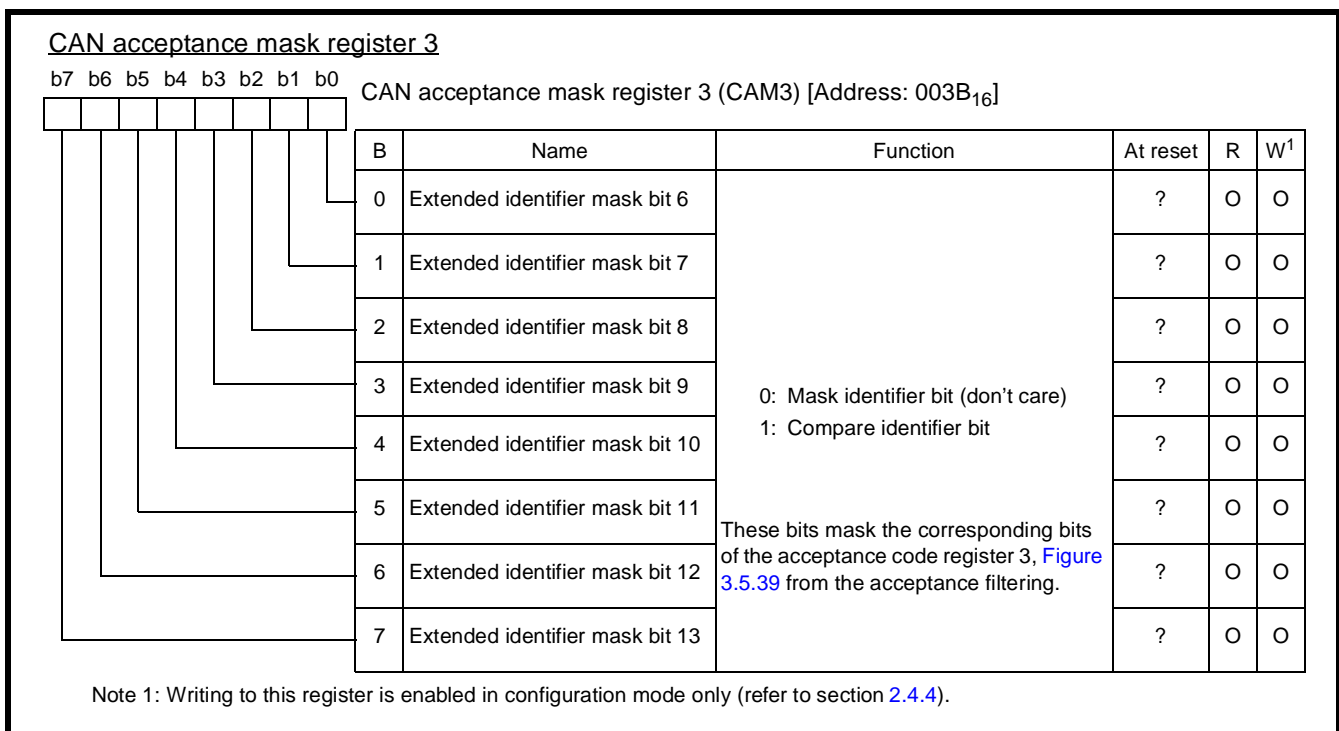 CAN acceptance mask register 3
b7 b6 b5 b4 b3 b2 b1 b0
CAN acceptance mask register 3 (CAM3) [Address: 003B16]
B Name Function At reset R W1
0 Extended identifier mask bit 6 ? O O
1 Extended identifier mask bit 7 ? O O
2 Extended identifier mask bit 8 ? O O
3 Extended identifier mask bit 9 ? O O
0: Mask identifier bit (don't care)
1: Compare identifier bit
4 Extended identifier mask bit 10 ? O O
5 Extended identifier mask bit 11 ? O O
These bits mask the corresponding bits
of the acceptance code register 3, Figure
3.5.39 from the acceptance filtering.
6 Extended identifier mask bit 12 ? O O
7 Extended identifier mask bit 13 ? O O
Note 1: Writing to this register is enabled in configuration mode only (refer to section 2.4.4).